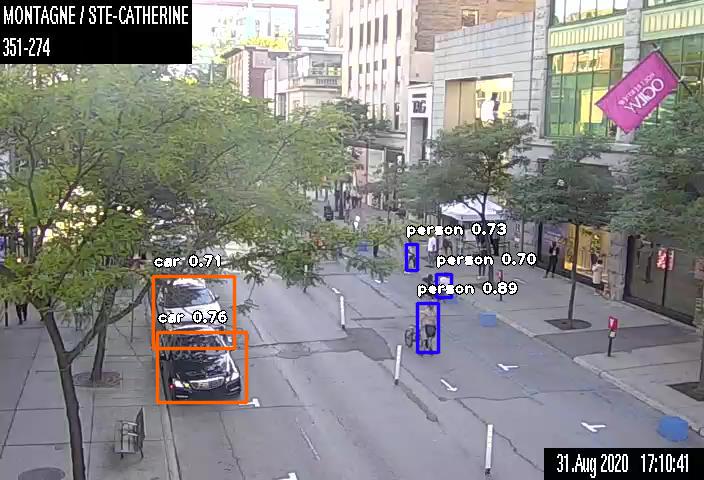 MONTAGNE / STE-CATHERINE
351-274
OGILVY
person 0.73
person 0.70
car 0.71
person 0.89
car 0.76
31.Aug 2020 17:10:41